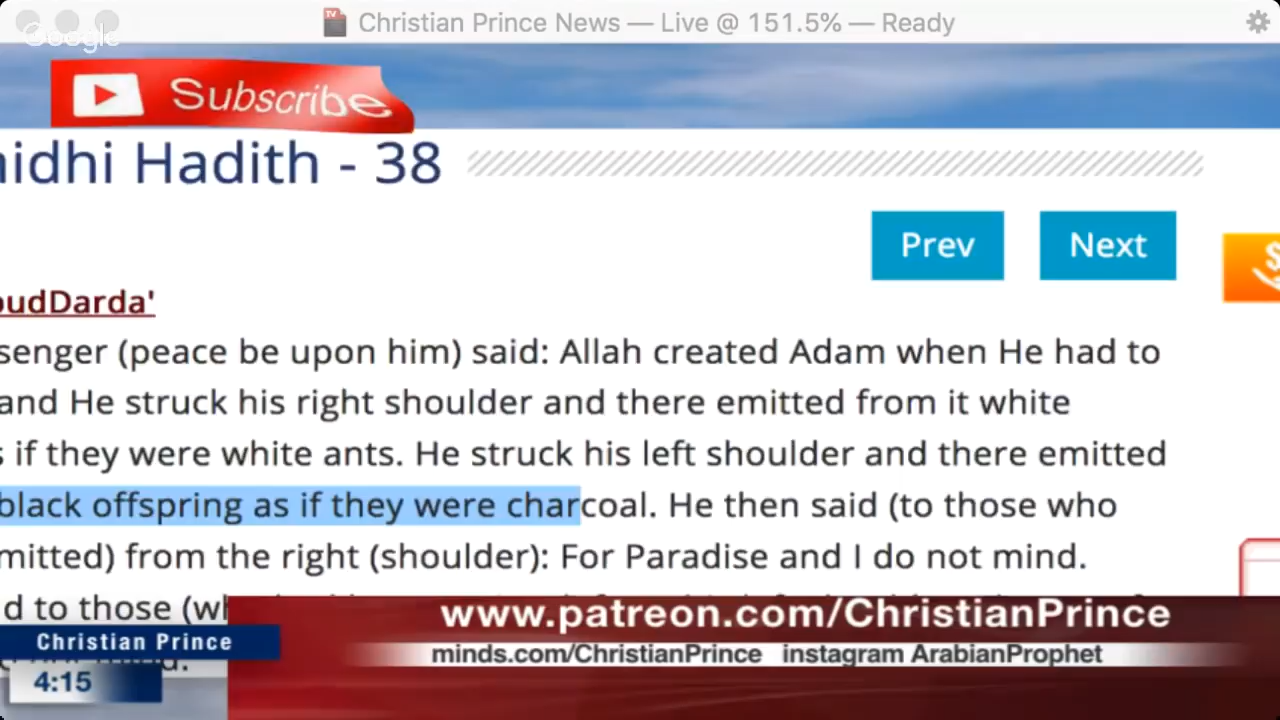 Christian Prince News — Live @ 151.5% — Ready
Google
Subscribe
nidhi Hadith - 38
Prev Next
oudDarda'
senger (peace be upon him) said: Allah created Adam when He had to
and He struck his right shoulder and there emitted from it white
s if they were white ants. He struck his left shoulder and there emitted
black offspring as if they were charcoal. He then said (to those who
mitted) from the right (shoulder): For Paradise and I do not mind.
d to those
www.patreon.com/ChristianPrince
Christian Prince
minds.com/ChristianPrince instagram ArabianProphet
4:15